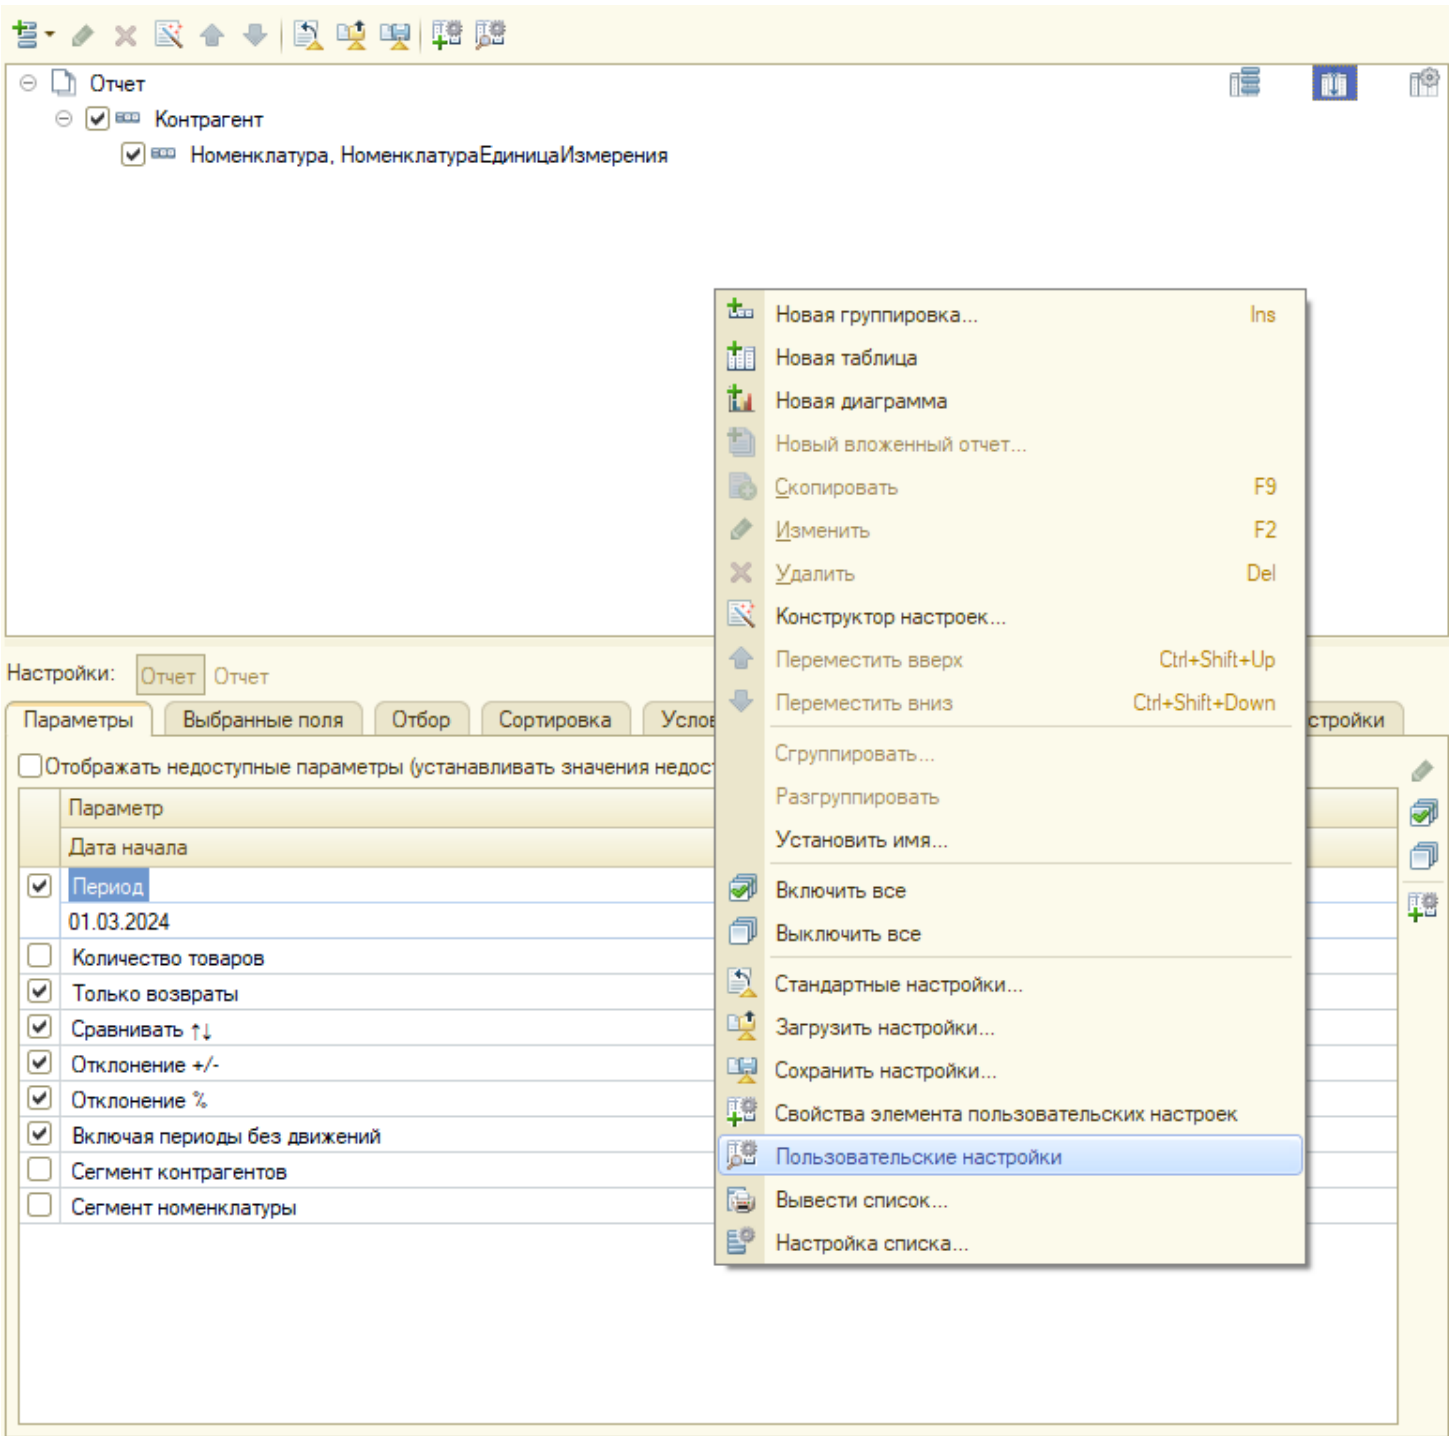 Отчет
Контрагент
Номенклатура, НоменклатураЕдиницаИзмерения
Новая группировка... Ins
Новая таблица
Новая диаграмма
Новый вложенный отчет...
Скопировать F9
Изменить F2
Удалить Del
Конструктор настроек...
Переместить вверх Ctrl+Shift+Up
Переместить вниз Ctrl+Shift+Down
Сгруппировать...
Разгруппировать
Установить имя...
Включить все
Выключить все
Стандартные настройки...
Загрузить настройки...
Сохранить настройки...
Свойства элемента пользовательских настроек
Пользовательские настройки
Вывести список...
Настройка списка...
Настройки: Отчет Отчет
Параметры Выбранные поля Отбор Сортировка Услов стройки
Отображать недоступные параметры (устанавливать значения недост
Параметр
Дата начала
Период
01.03.2024
Количество товаров
Только возвраты
Сравнивать ↑↓
Отклонение +/-
Отклонение %
Включая периоды без движений
Сегмент контрагентов
Сегмент номенклатуры